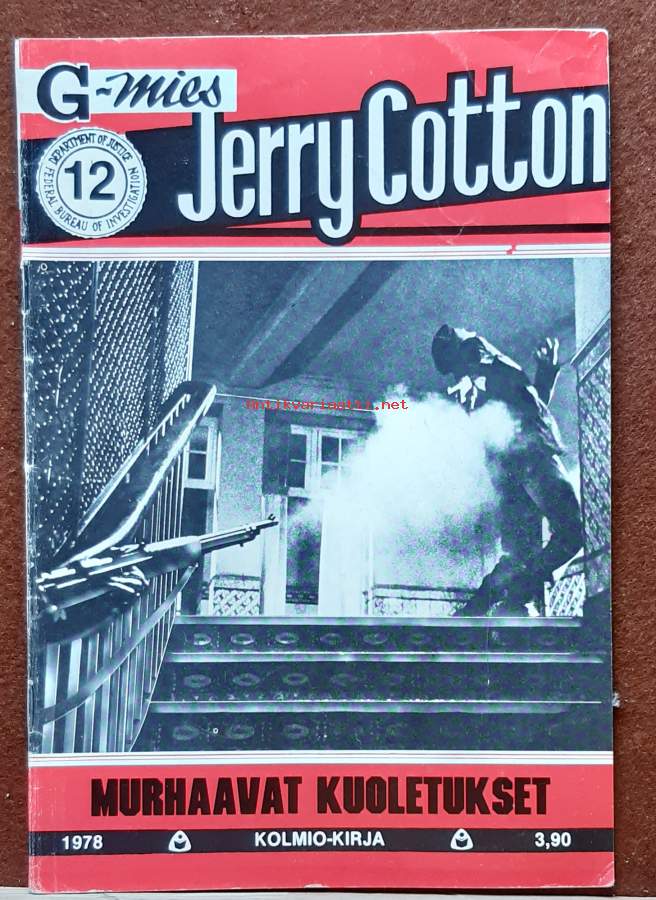 G-mies
Jerry Cotton
DEPARTMENT OF JUSTICE
12
FEDERAL BUREAU OF INVESTIGATION
antikvariaatti.net
MURHAAVAT KUOLETUKSET
1978 KOLMIO-KIRJA 3,90